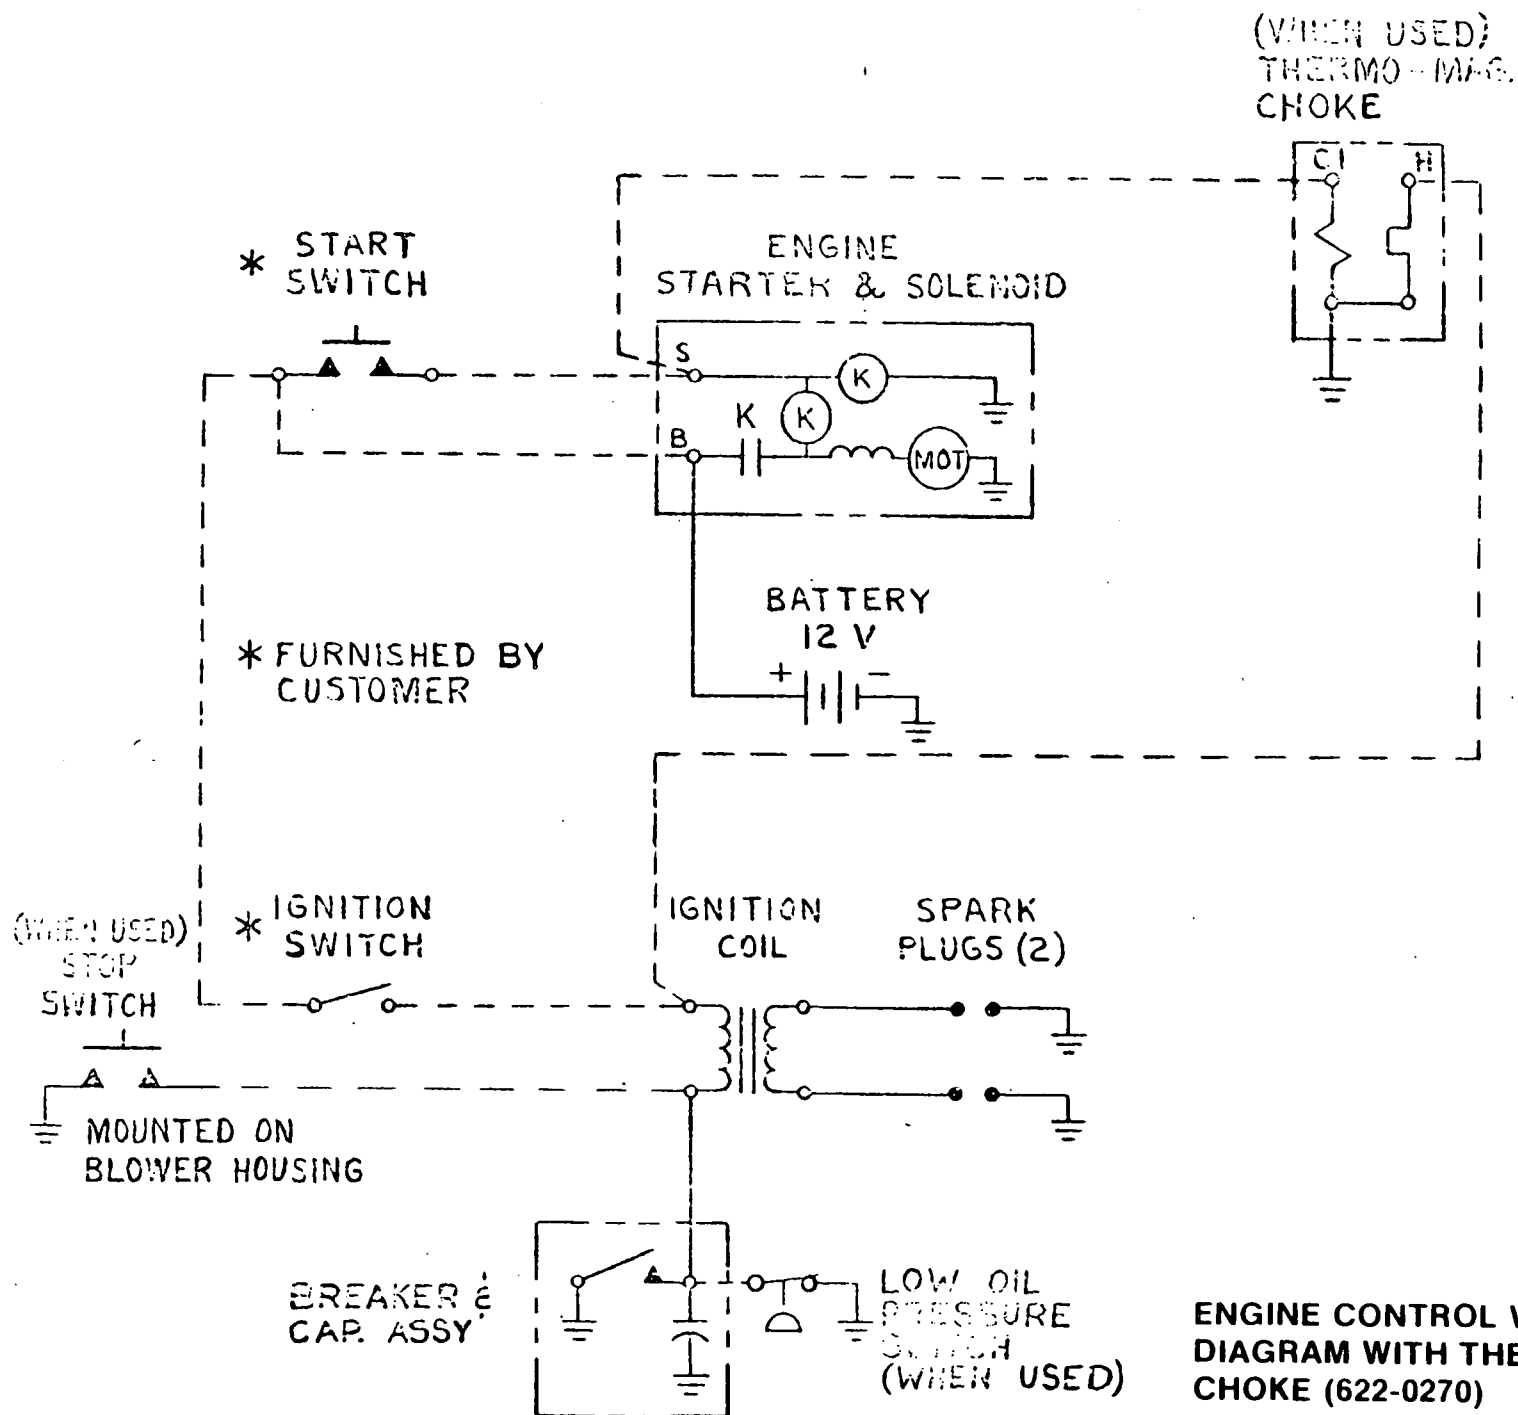 (WHEN USED)
THERMO-MAG.
CHOKE
C1 H
* START
SWITCH
ENGINE
STARTER & SOLENOID
S
K
K
K
B
MOT
BATTERY
12 V
+ -
* FURNISHED BY
CUSTOMER
(WHEN USED)
STOP
SWITCH
* IGNITION
SWITCH
IGNITION
COIL
SPARK
PLUGS (2)
MOUNTED ON
BLOWER HOUSING
BREAKER &
CAP. ASSY
LOW OIL
PRESSURE
SWITCH
(WHEN USED)
ENGINE CONTROL
DIAGRAM WITH
CHOKE (622-0270)